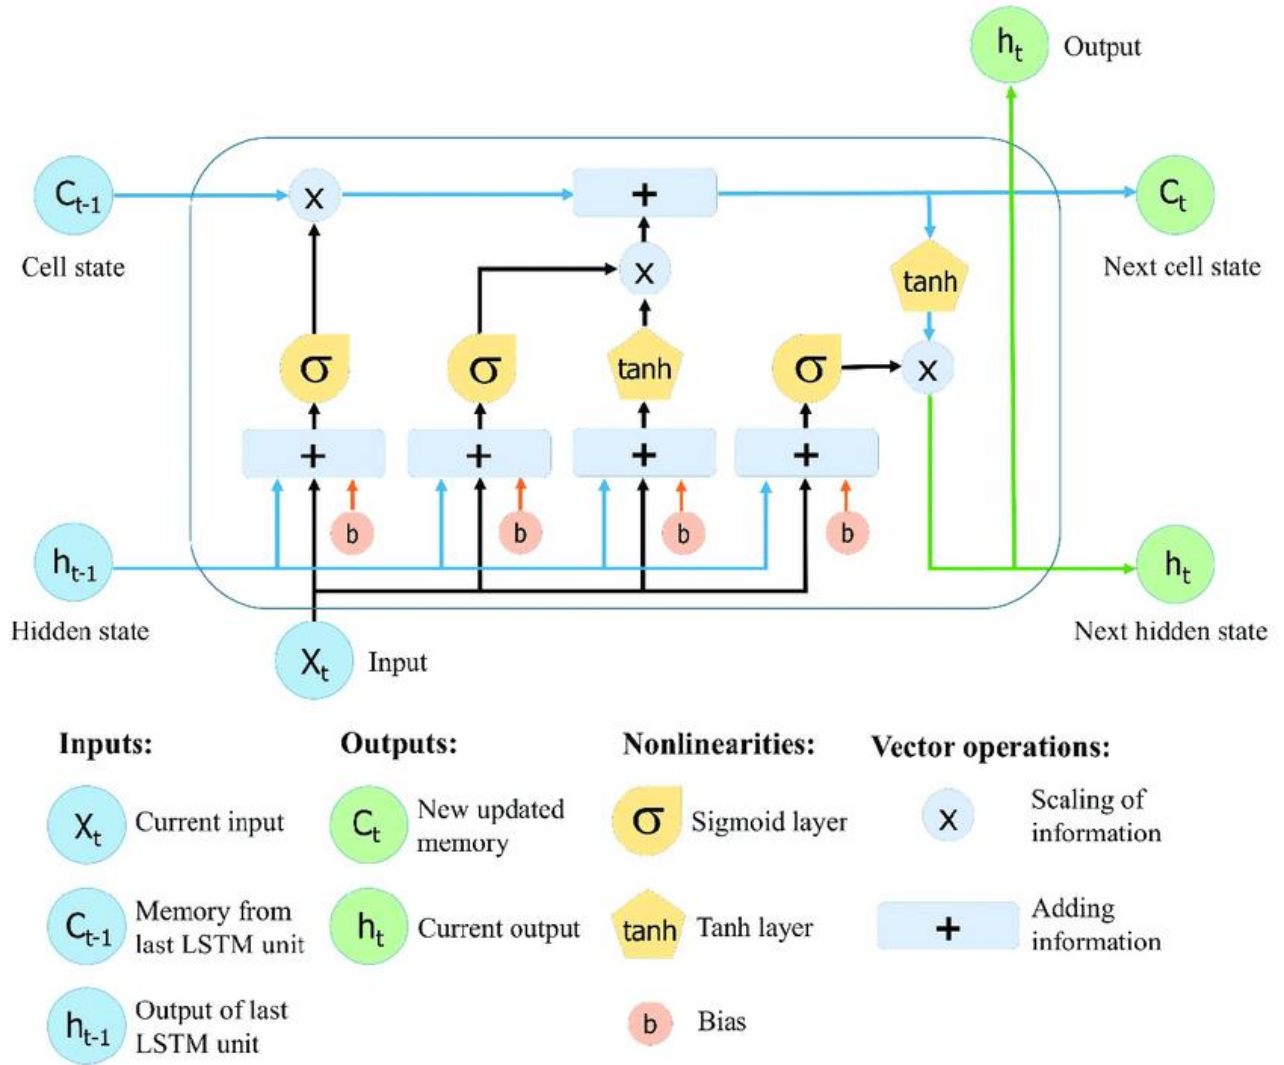 hₜ Output
Cₜ₋₁ x + Cₜ
Cell state Next cell state
x tanh
σ σ tanh σ x
+ + + +
b b b b
hₜ₋₁ hₜ
Hidden state Next hidden state
Xₜ Input
Inputs: Outputs: Nonlinearities: Vector operations:
Xₜ Current input
Cₜ₋₁ Memory from
last LSTM unit
hₜ₋₁ Output of last
LSTM unit
Cₜ New updated
memory
hₜ Current output
σ Sigmoid layer
tanh Tanh layer
b Bias
x Scaling of
information
+ Adding
information